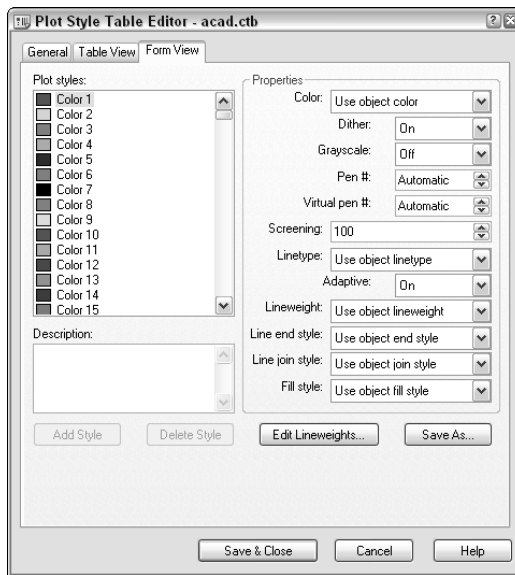 Plot Style Table Editor - acad.ctb
General
Table View
Form View
Plot styles:
Color 1
Color 2
Color 3
Color 4
Color 5
Color 6
Color 7
Color 8
Color 9
Color 10
Color 11
Color 12
Color 13
Color 14
Color 15
Description:
Add Style
Delete Style
Properties
Color: Use object color
Dither: On
Grayscale: Off
Pen #: Automatic
Virtual pen #: Automatic
Screening: 100
Linetype: Use object linetype
Adaptive: On
Lineweight: Use object lineweight
Line end style: Use object end style
Line join style: Use object join style
Fill style: Use object fill style
Edit Lineweights...
Save As...
Save & Close
Cancel
Help